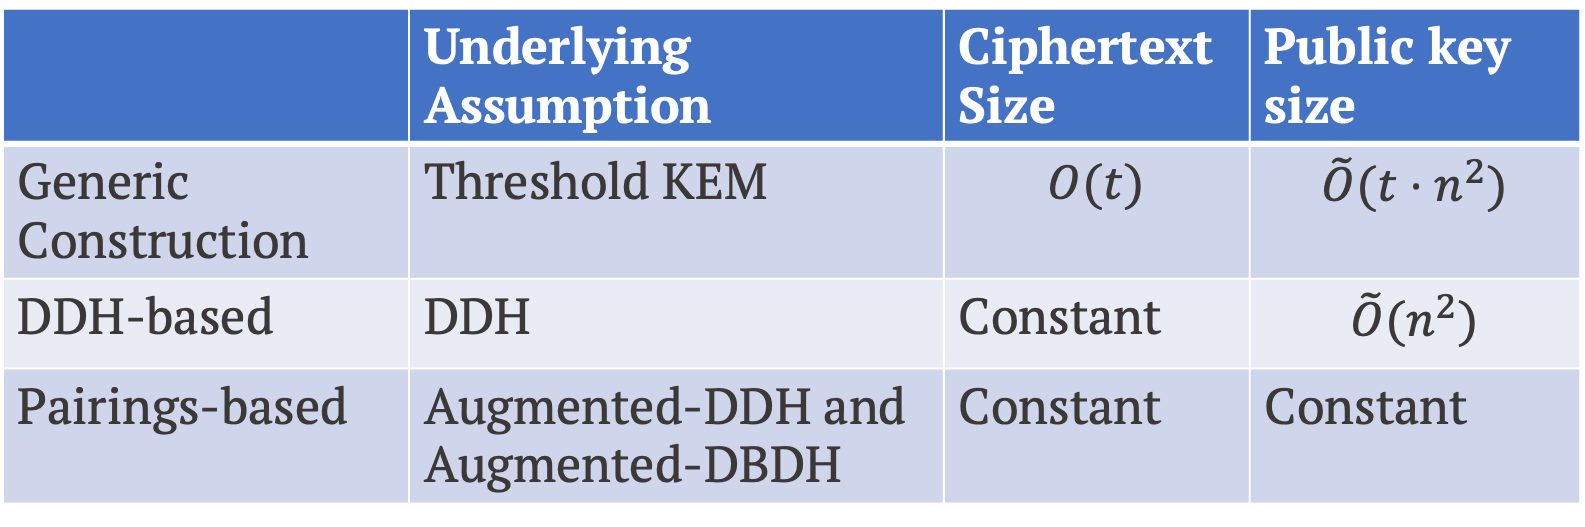 Underlying
Assumption
Ciphertext
Size
Public key
size
Generic
Construction
Threshold KEM
O(t)
Õ(t · n²)
DDH-based
DDH
Constant
Õ(n²)
Pairings-based
Augmented-DDH and
Augmented-DBDH
Constant
Constant